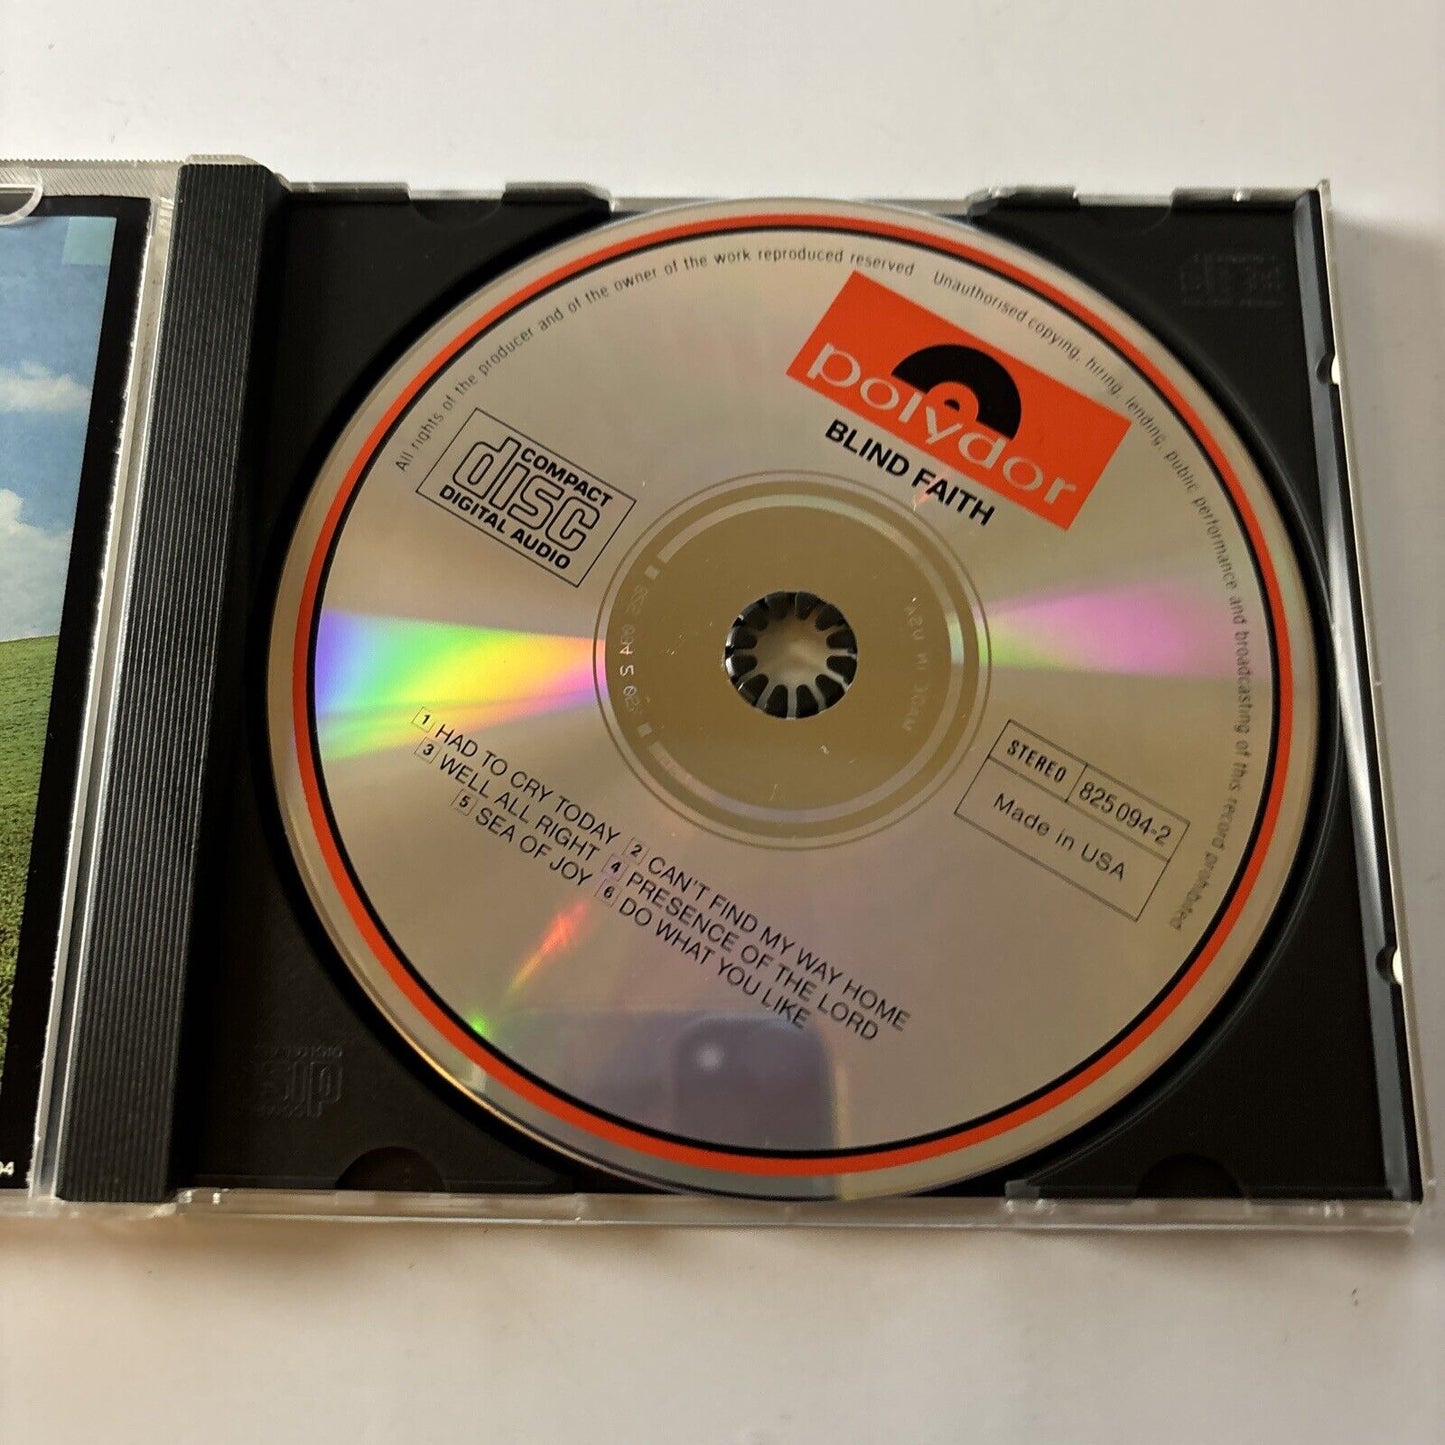 All rights of the producer and of the owner of the work reproduced reserved Unauthorised copying, hiring, lending, public performance and broadcasting of this record prohibited
polydor
BLIND FAITH
COMPACT
disc
DIGITAL AUDIO
STEREO 825 094-2
Made in USA
1 HAD TO CRY TODAY 2 CAN'T FIND MY WAY HOME
3 WELL ALL RIGHT 4 PRESENCE OF THE LORD
5 SEA OF JOY 6 DO WHAT YOU LIKE
MADE IN USA